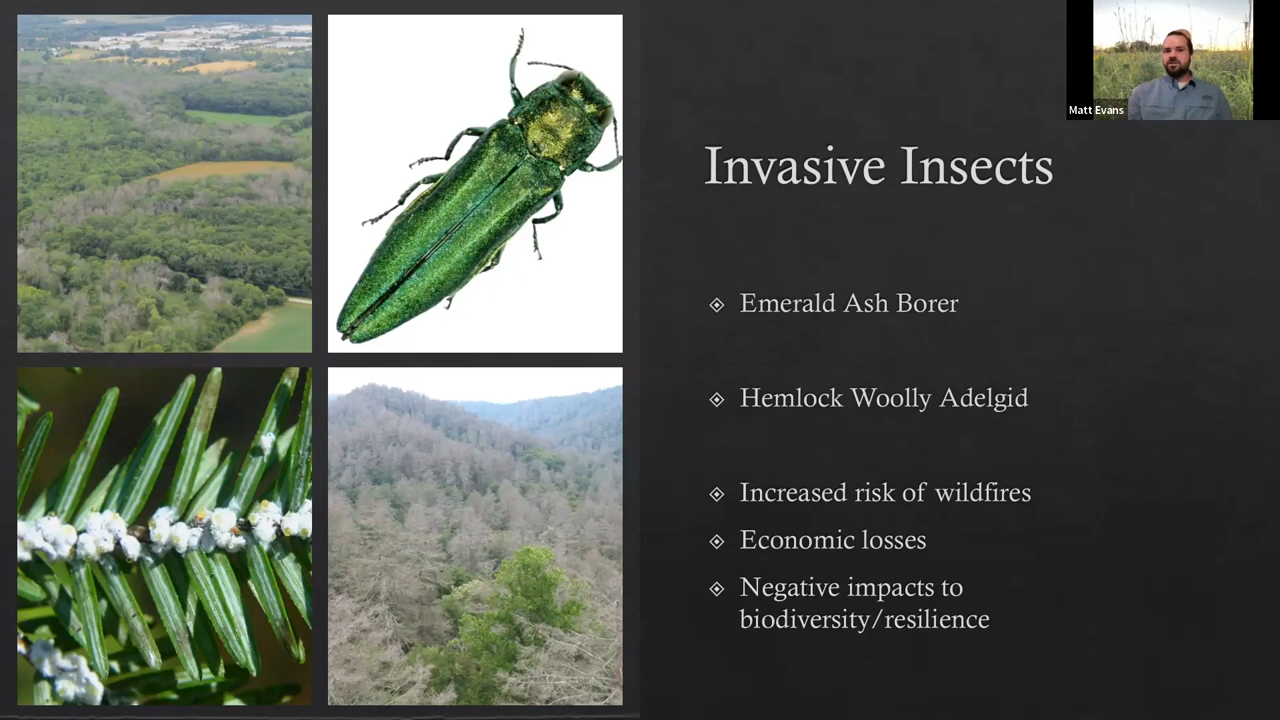 Matt Evans
Invasive Insects
Emerald Ash Borer
Hemlock Woolly Adelgid
Increased risk of wildfires
Economic losses
Negative impacts to
biodiversity/resilience